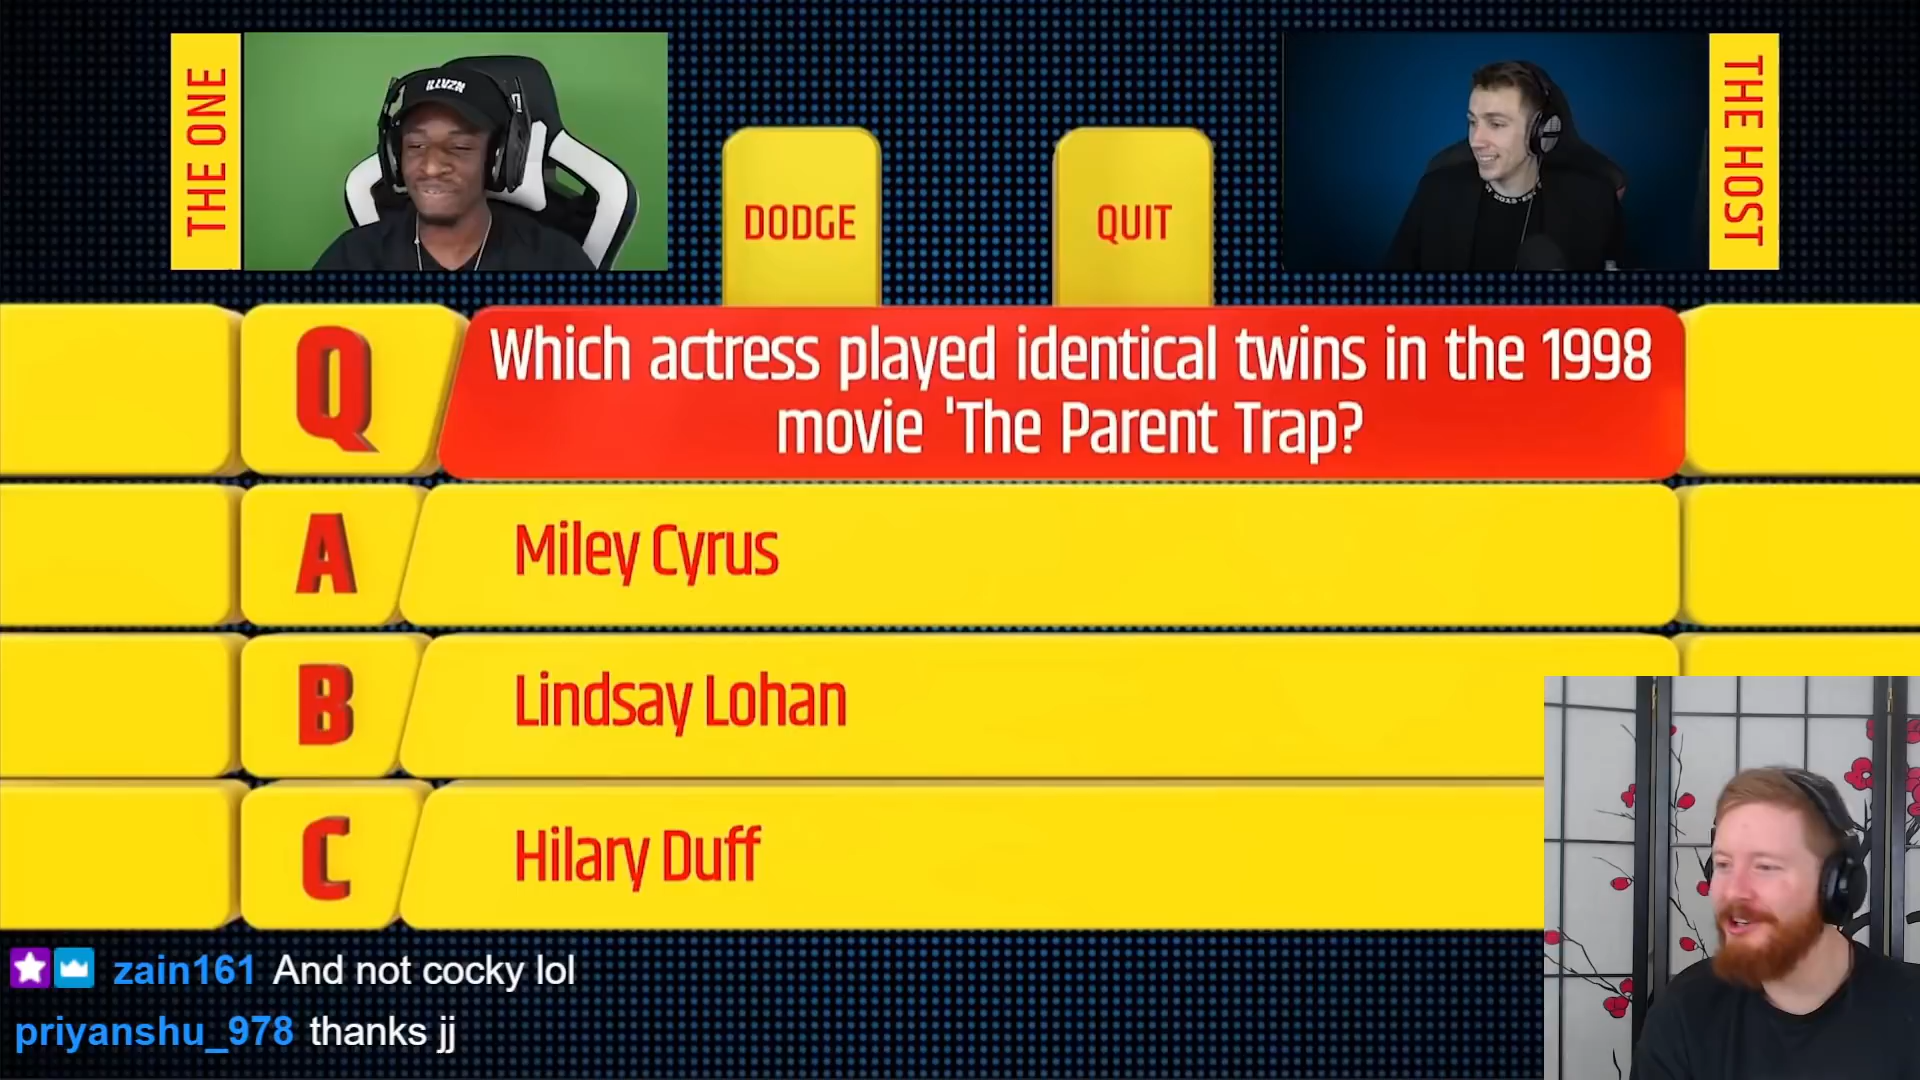 THE ONE
ILLVZN
DODGE
QUIT
THE HOST
Q
Which actress played identical twins in the 1998
movie 'The Parent Trap?
A
Miley Cyrus
B
Lindsay Lohan
C
Hilary Duff
zain161 And not cocky lol
priyanshu_978 thanks jj